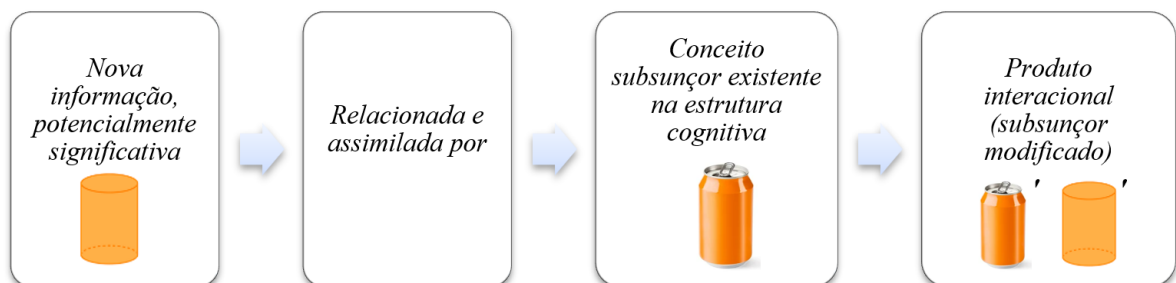 Nova
informação,
potencialmente
significativa
Relacionada e
assimilada por
Conceito
subsunçor existente
na estrutura
cognitiva
Produto
interacional
(subsunçor
modificado)
' '